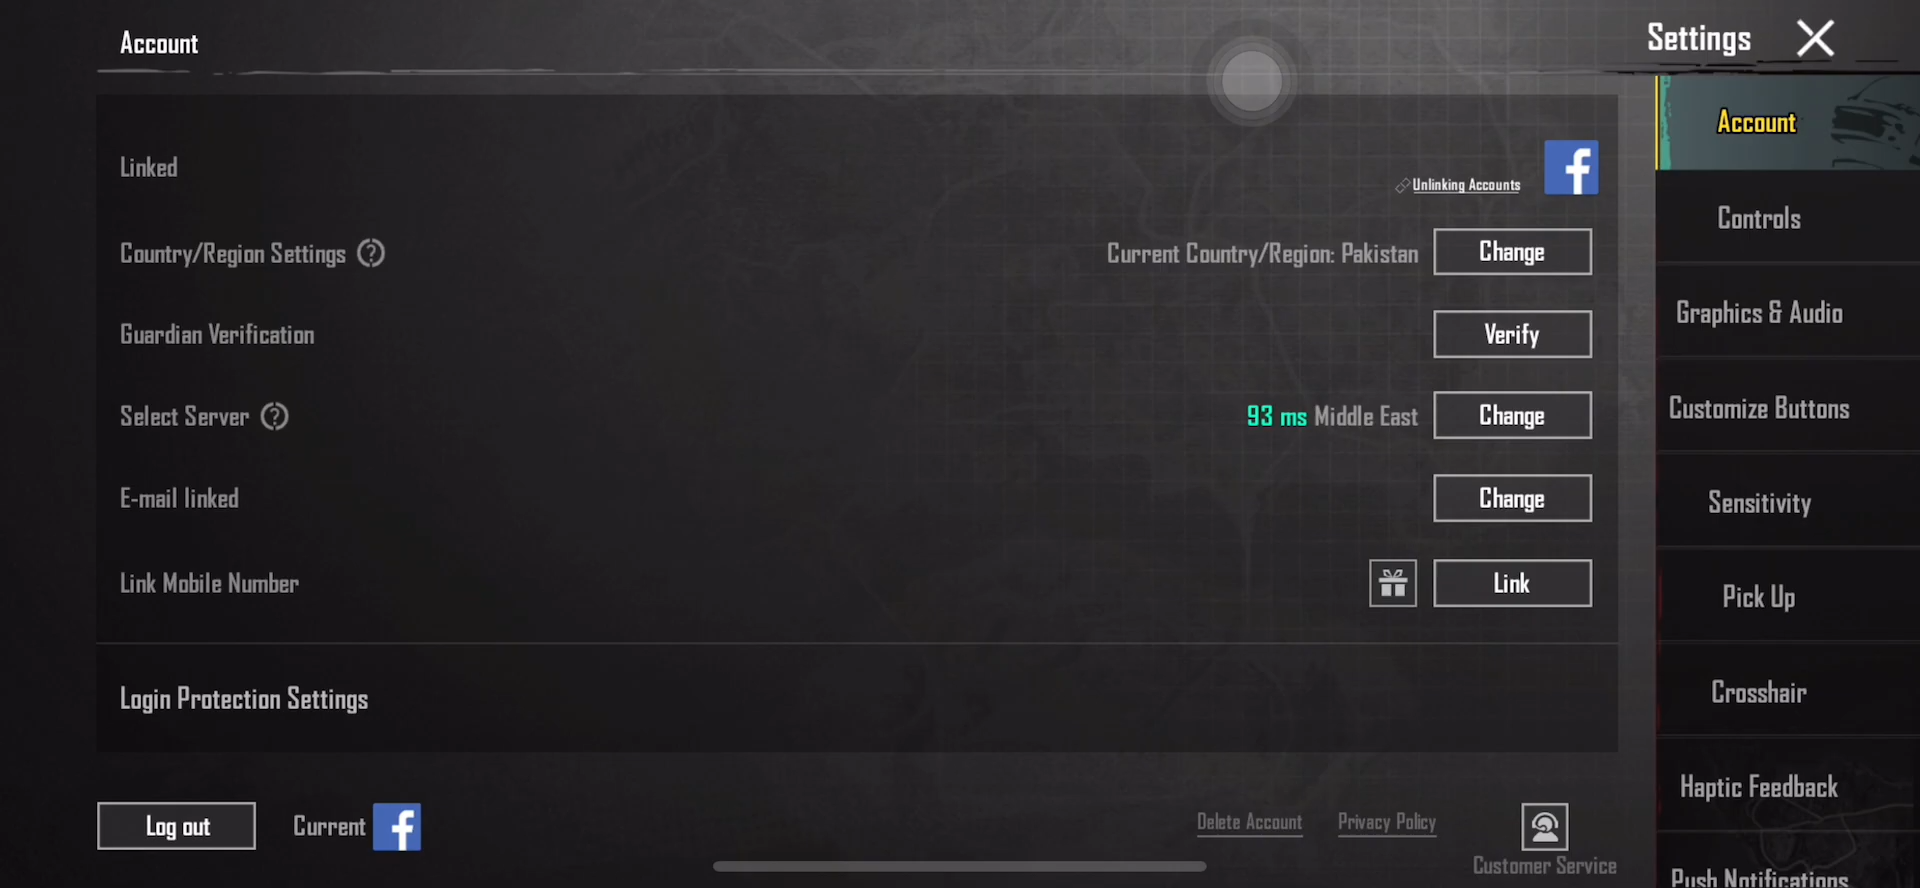 Account
Settings
Account
Linked
Unlinking Accounts
Controls
Country/Region Settings
Current Country/Region: Pakistan
Change
Graphics & Audio
Guardian Verification
Verify
Customize Buttons
Select Server
93 ms Middle East
Change
Sensitivity
E-mail linked
Change
Pick Up
Link Mobile Number
Link
Crosshair
Login Protection Settings
Haptic Feedback
Log out
Current
Delete Account
Privacy Policy
Customer Service
Push Notifications